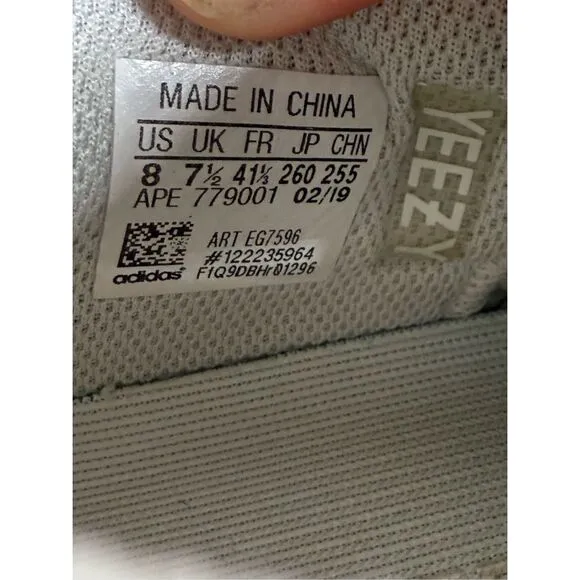 MADE IN CHINA
US UK FR JP CHN
8 7½ 41⅓ 260 255
APE 779001 02/19
ART EG7596
#122235964
F1Q9DBHr01296
adidas
YEEZY